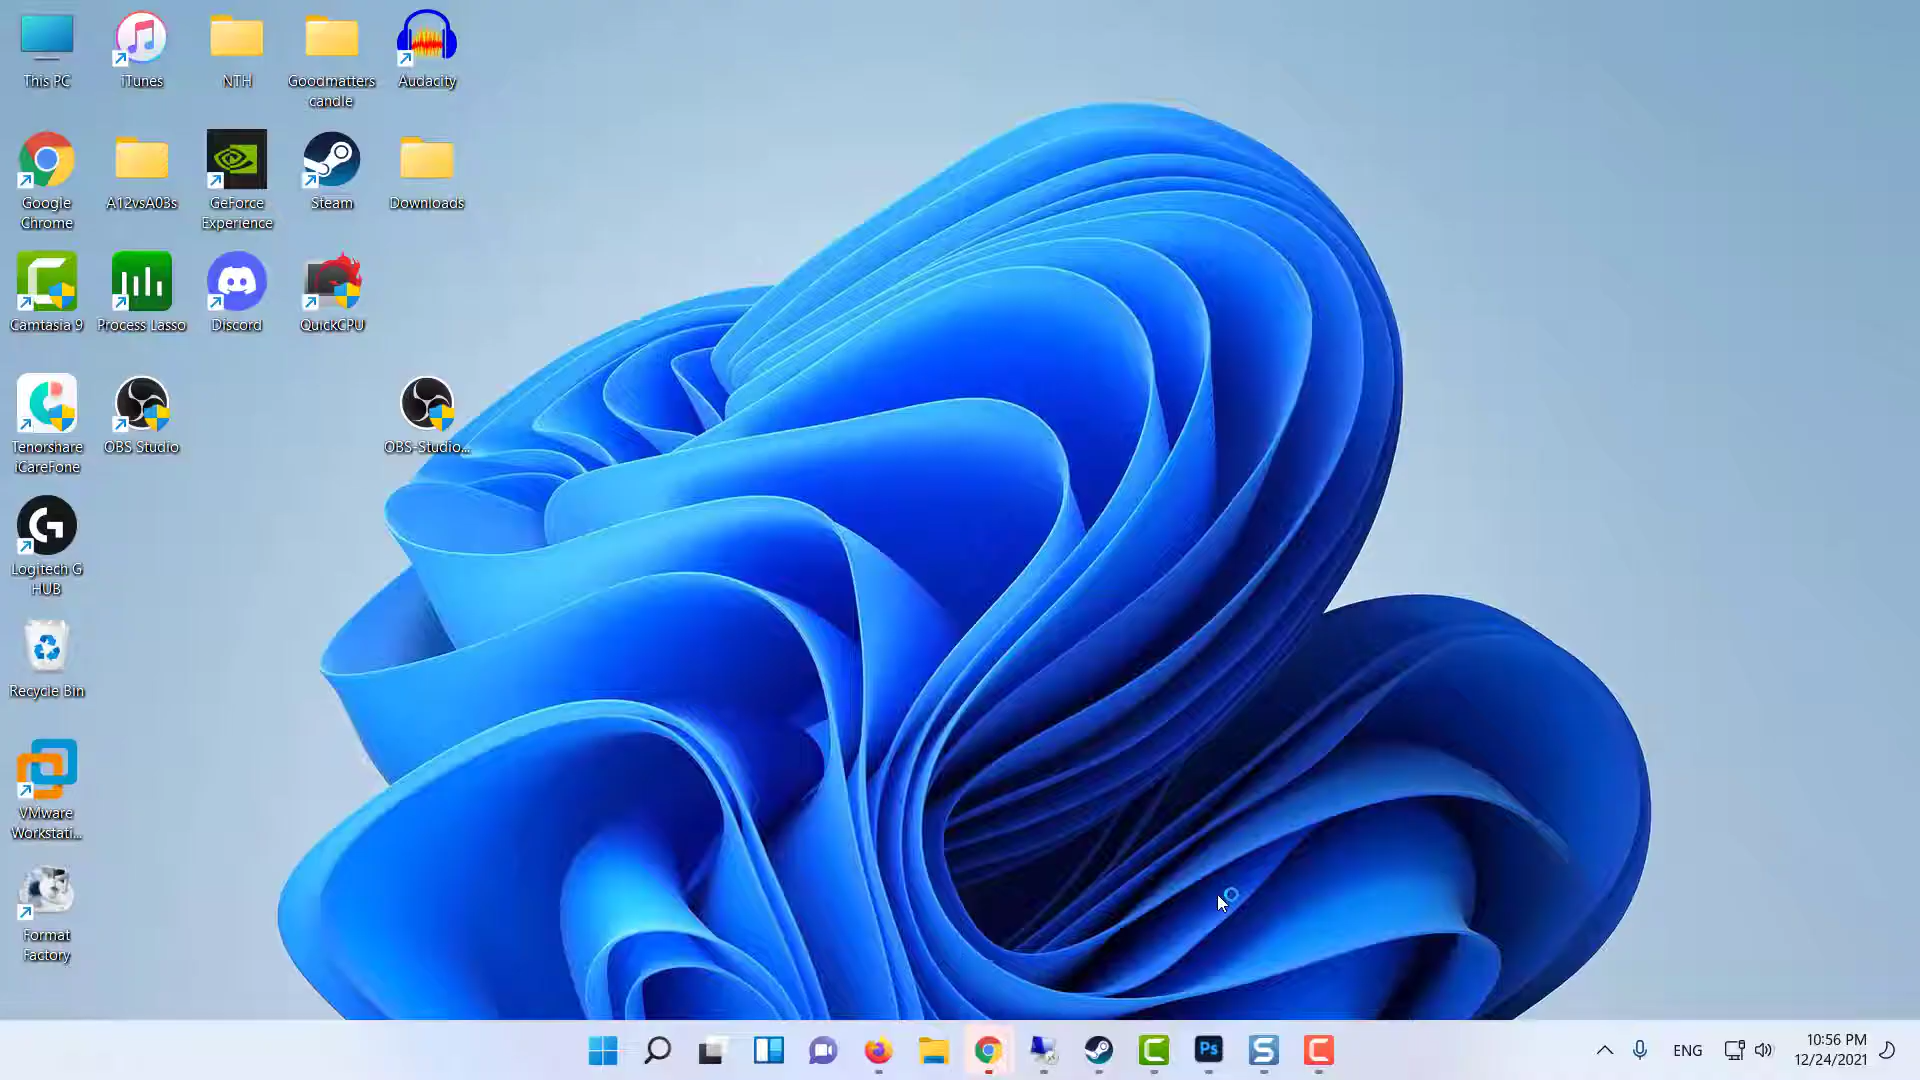 This PC
iTunes
NTH
Goodmatters
candle
Audacity
Google
Chrome
A12vsA03s
GeForce
Experience
Steam
Downloads
Camtasia 9
Process Lasso
Discord
QuickCPU
Tenorshare
iCareFone
OBS Studio
OBS-Studio...
Logitech G
HUB
Recycle Bin
VMware
Workstati...
Format
Factory
Ps
ENG
10:56 PM
12/24/2021